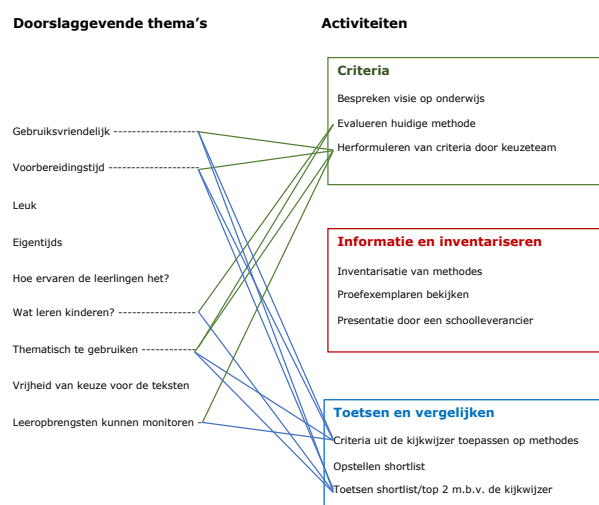 Doorslaggevende thema’s
Activiteiten
Criteria
Bespreken visie op onderwijs
Evalueren huidige methode
Herformuleren van criteria door keuzeteam
Gebruiksvriendelijk
Voorbereidingstijd
Leuk
Eigentijds
Hoe ervaren de leerlingen het?
Wat leren kinderen?
Thematisch te gebruiken
Vrijheid van keuze voor de teksten
Leeropbrengsten kunnen monitoren
Informatie en inventariseren
Inventarisatie van methodes
Proefexemplaren bekijken
Presentatie door een schoolleverancier
Toetsen en vergelijken
Criteria uit de kijkwijzer toepassen op methodes
Opstellen shortlist
Toetsen shortlist/top 2 m.b.v. de kijkwijzer